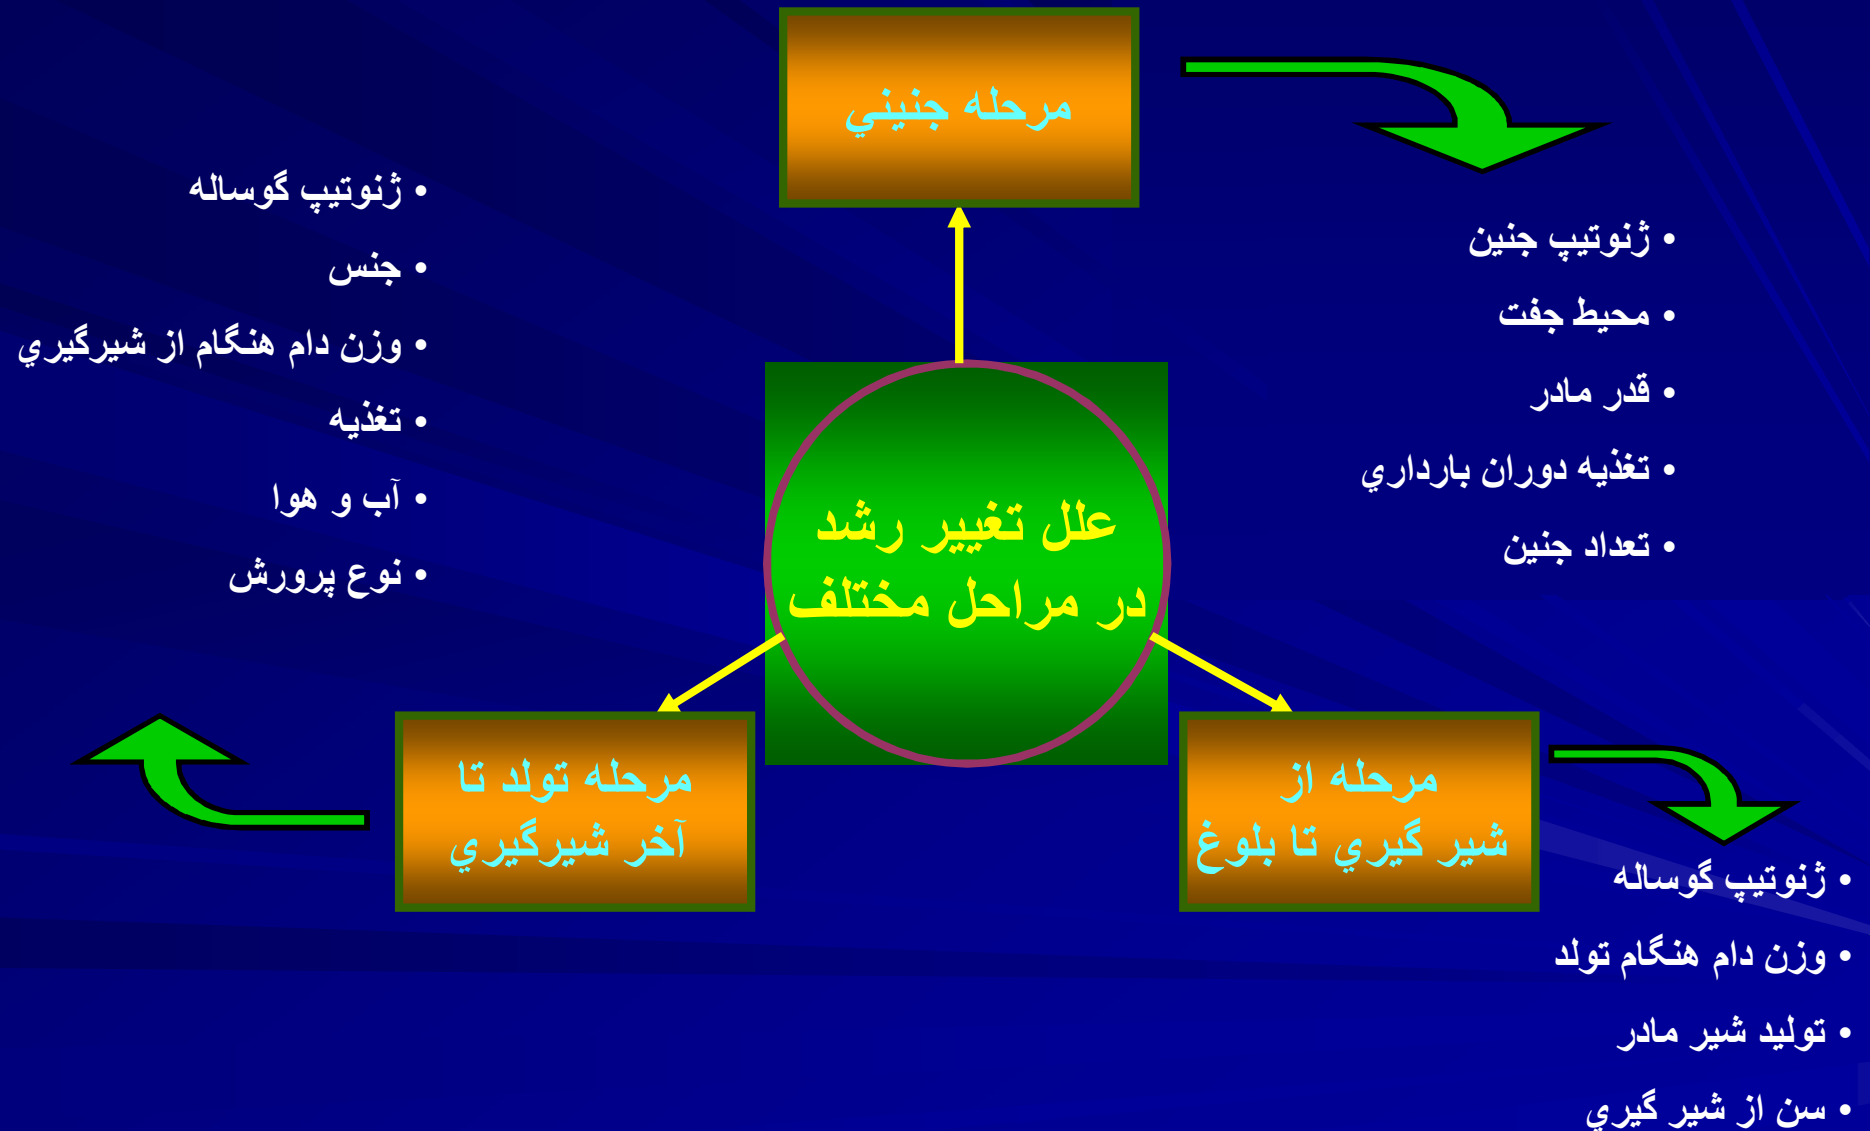 مرحله جنيني
• ژنوتيپ جنين
• محيط جفت
• قدر مادر
• تغذيه دوران بارداري
• تعداد جنين
علل تغيير رشد
در مراحل مختلف
مرحله از
شير گيري تا بلوغ
• ژنوتيپ گوساله
• وزن دام هنگام تولد
• توليد شير مادر
• سن از شير گيري
مرحله تولد تا
آخر شيرگيري
• ژنوتيپ گوساله
• جنس
• وزن دام هنگام از شيرگيري
• تغذيه
• آب و هوا
• نوع پرورش